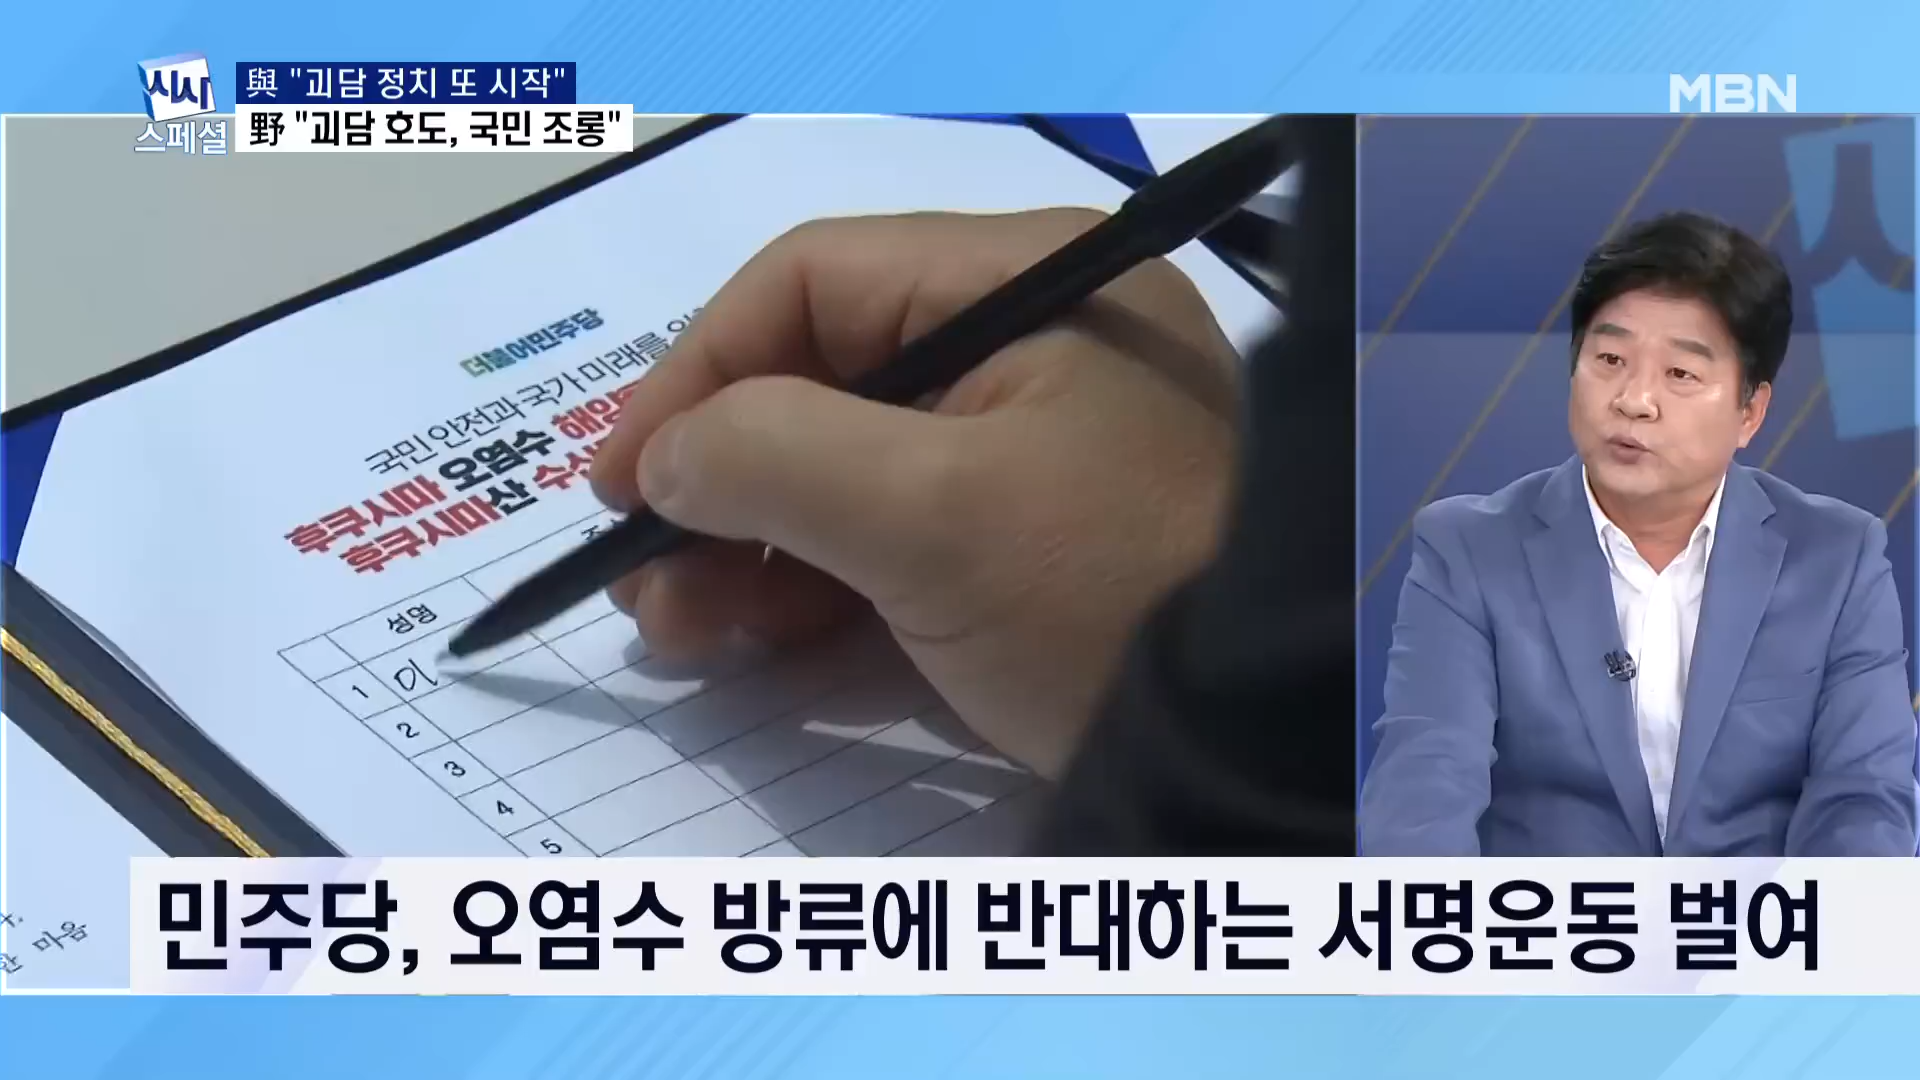 시사
스페셜
與 "괴담 정치 또 시작"
野 "괴담 호도, 국민 조롱"
MBN
더불어민주당
국민 안전과 국가 미래를
후쿠시마 오염수 해양
후쿠시마산 수산
성명
1 이
2
3
4
5
마음
민주당, 오염수 방류에 반대하는 서명운동 벌여